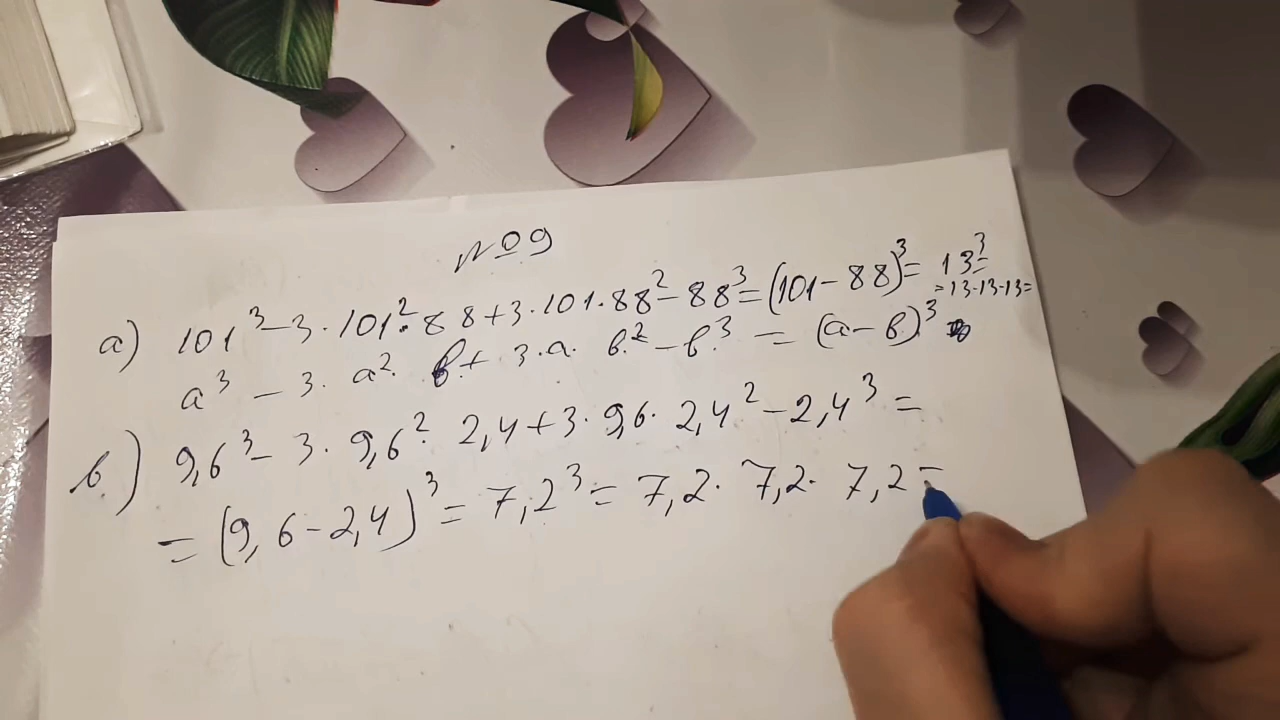 №9
а) 101³-3·101²·88+3·101·88²-88³=(101-88)³=13³=
=13·13·13=
a³ - 3·a²·b+3·a·b²-b³ = (a-b)³
в) 9,6³-3·9,6²·2,4+3·9,6·2,4²-2,4³=
=(9,6-2,4)³=7,2³=7,2·7,2·7,2=